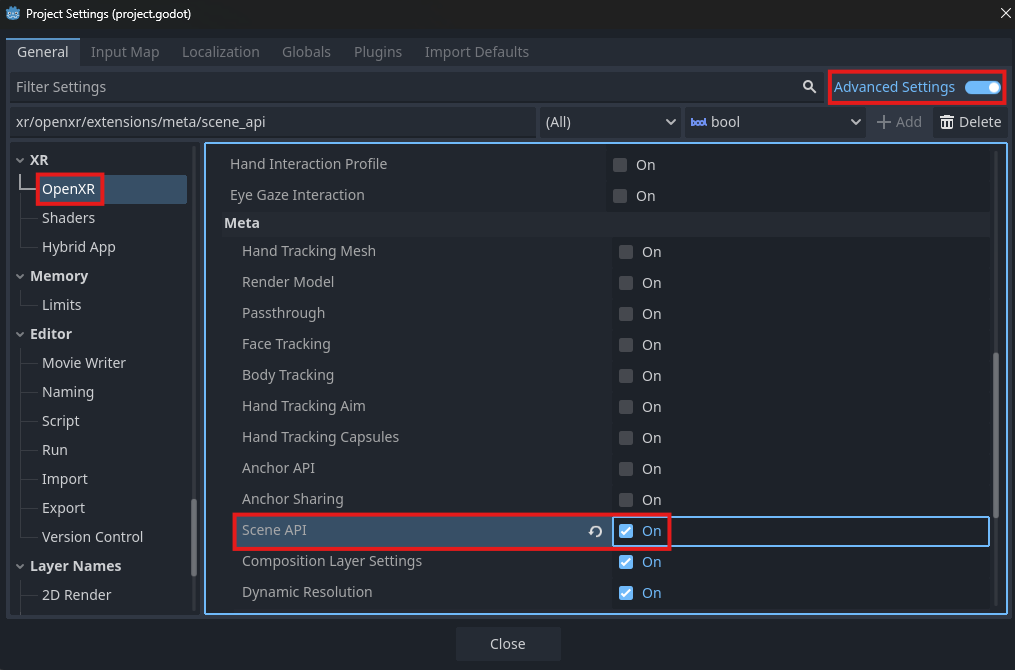 Project Settings (project.godot)
General Input Map Localization Globals Plugins Import Defaults
Filter Settings
Advanced Settings
xr/openxr/extensions/meta/scene_api (All) bool bool Add Delete
XR
OpenXR
Shaders
Hybrid App
Memory
Limits
Editor
Movie Writer
Naming
Script
Run
Import
Export
Version Control
Layer Names
2D Render
Hand Interaction Profile On
Eye Gaze Interaction On
Meta
Hand Tracking Mesh On
Render Model On
Passthrough On
Face Tracking On
Body Tracking On
Hand Tracking Aim On
Hand Tracking Capsules On
Anchor API On
Anchor Sharing On
Scene API On
Composition Layer Settings On
Dynamic Resolution On
Close